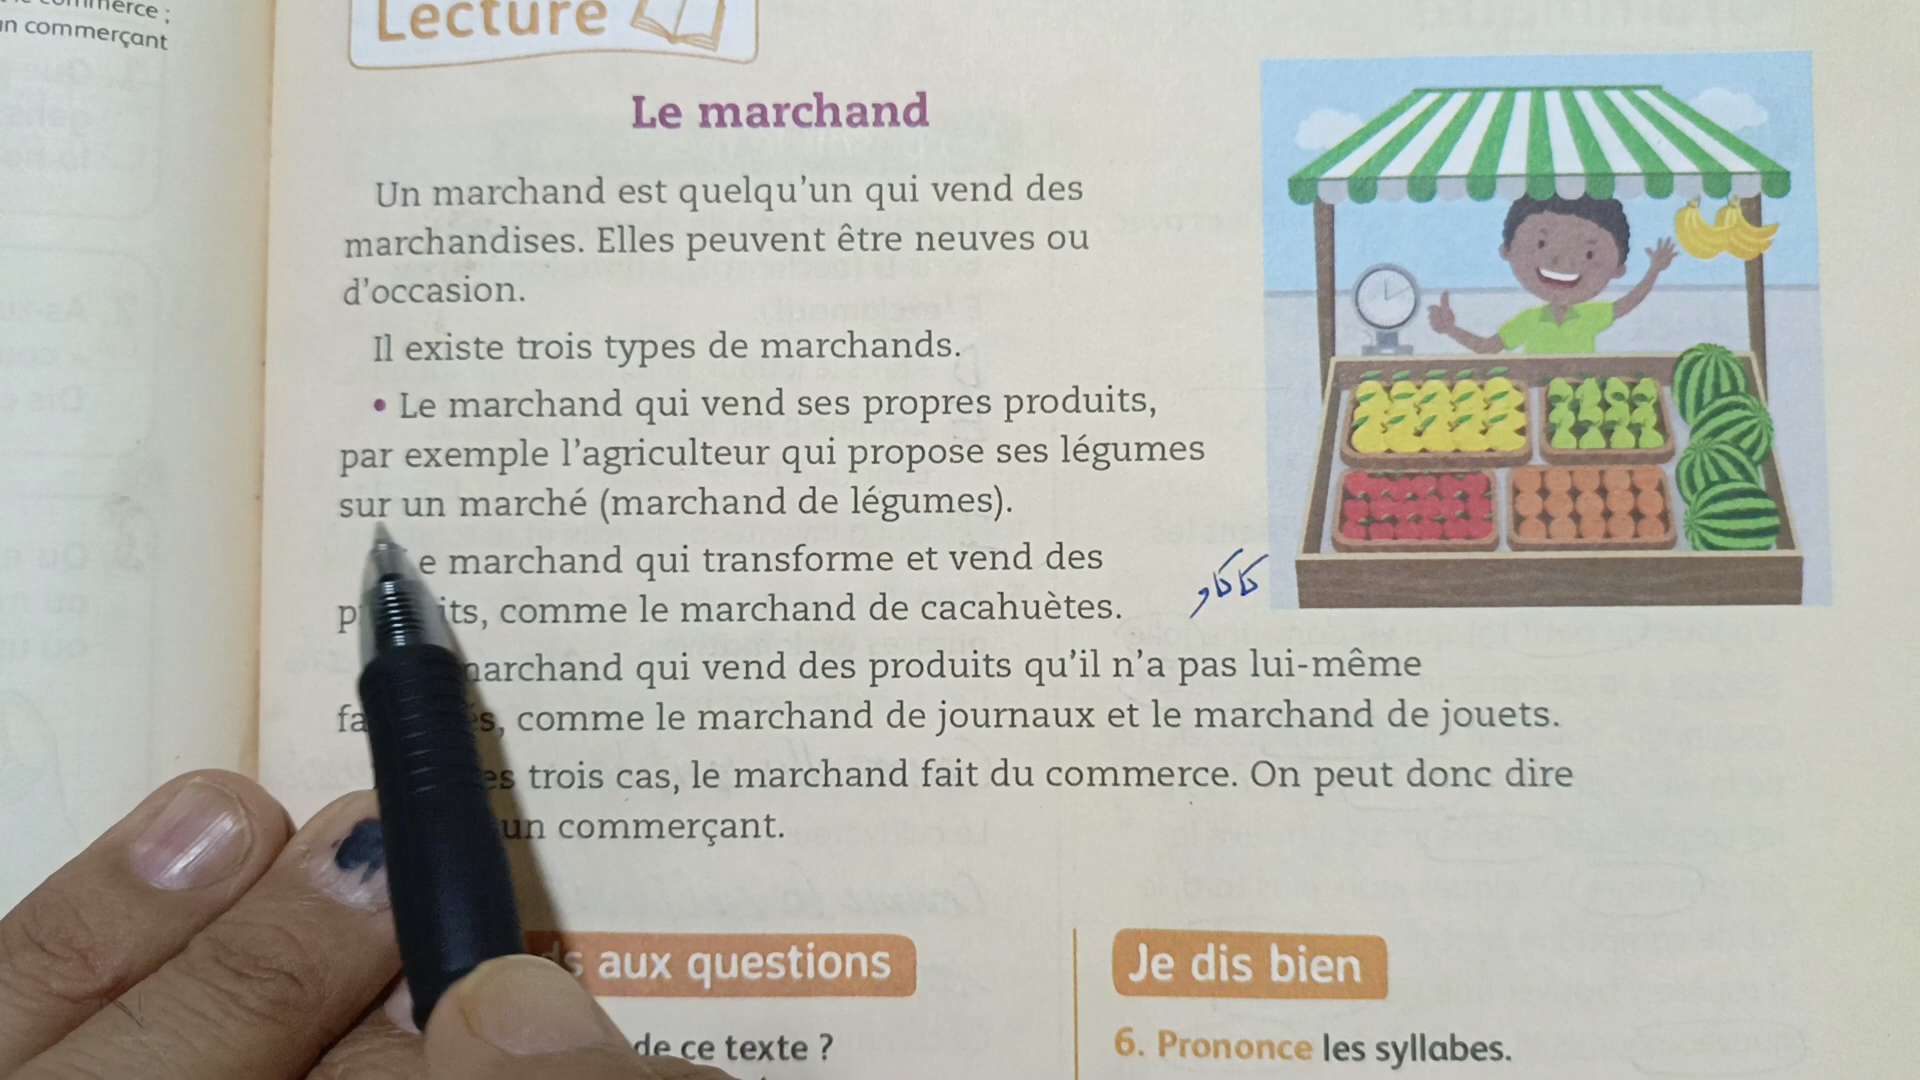 commerce ;
un commerçant
Lecture
Le marchand
Un marchand est quelqu'un qui vend des
marchandises. Elles peuvent être neuves ou
d'occasion.
Il existe trois types de marchands.
• Le marchand qui vend ses propres produits,
par exemple l'agriculteur qui propose ses légumes
sur un marché (marchand de légumes).
e marchand qui transforme et vend des
p its, comme le marchand de cacahuètes.
كاكاو
marchand qui vend des produits qu'il n'a pas lui-même
fa és, comme le marchand de journaux et le marchand de jouets.
es trois cas, le marchand fait du commerce. On peut donc dire
un commerçant.
s aux questions
Je dis bien
de ce texte ?
6. Prononce les syllabes.